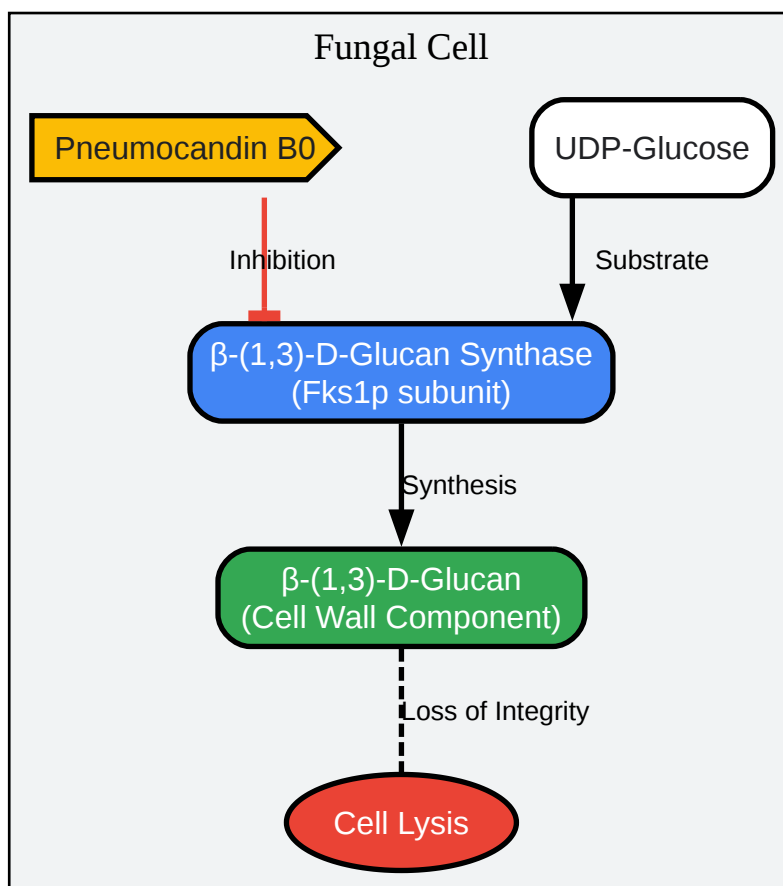 Fungal Cell
Pneumocandin B0
UDP-Glucose
Inhibition
Substrate
β-(1,3)-D-Glucan Synthase
(Fks1p subunit)
Synthesis
β-(1,3)-D-Glucan
(Cell Wall Component)
Loss of Integrity
Cell Lysis